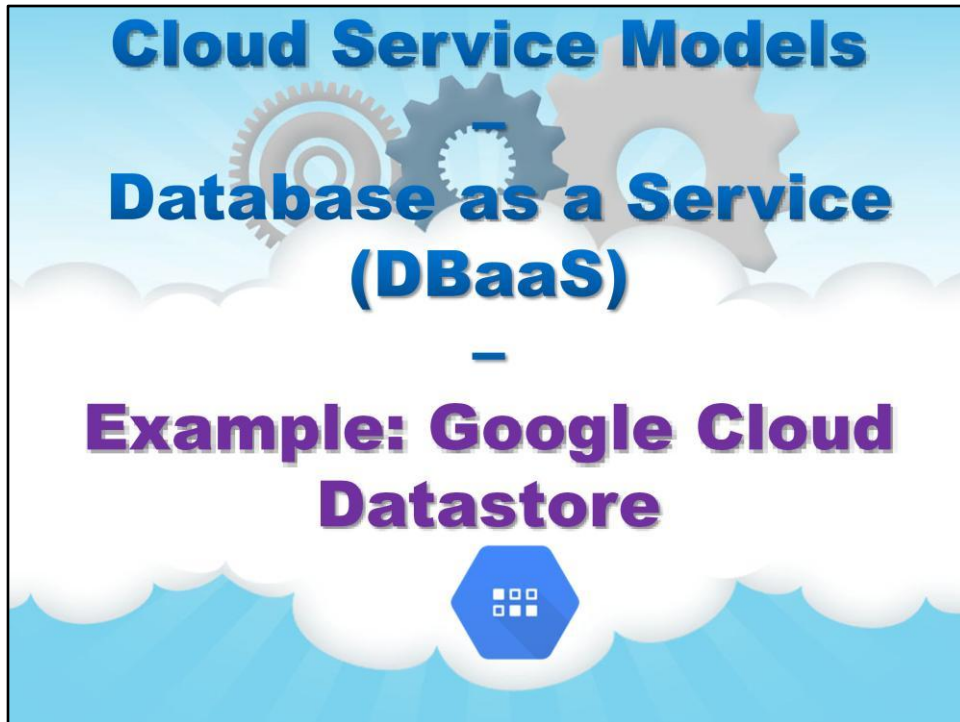 Cloud Service Models
–
Database as a Service
(DBaaS)
–
Example: Google Cloud
Datastore